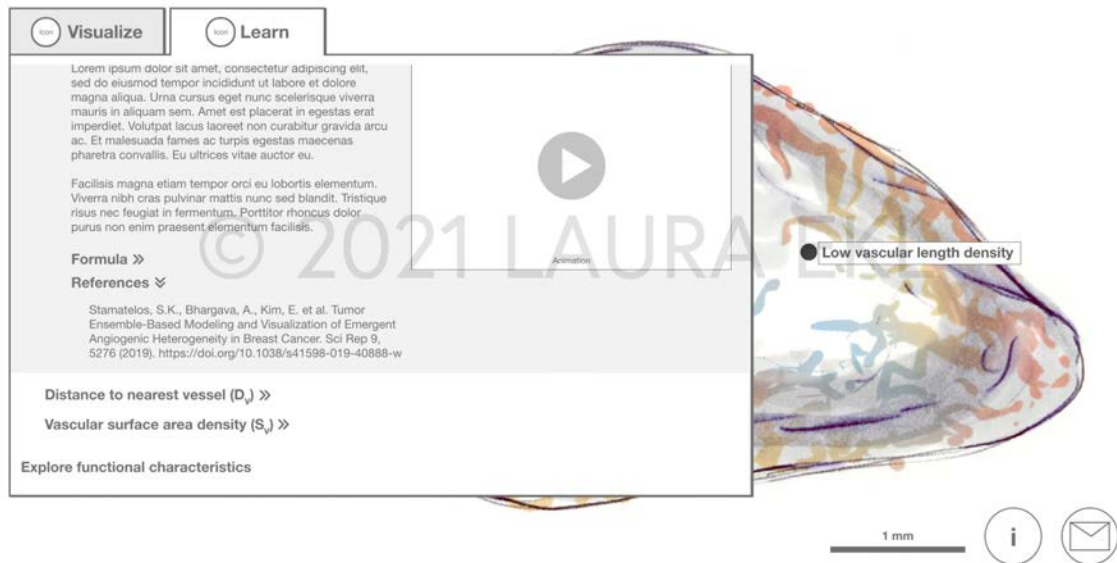 Icon Visualize
Icon Learn
Lorem ipsum dolor sit amet, consectetur adipiscing elit,
sed do eiusmod tempor incididunt ut labore et dolore
magna aliqua. Urna cursus eget nunc scelerisque viverra
mauris in aliquam sem. Amet est placerat in egestas erat
imperdiet. Volutpat lacus laoreet non curabitur gravida arcu
ac. Et malesuada fames ac turpis egestas maecenas
pharetra convallis. Eu ultrices vitae auctor eu.
Facilisis magna etiam tempor orci eu lobortis elementum.
Viverra nibh cras pulvinar mattis nunc sed blandit. Tristique
risus nec feugiat in fermentum. Porttitor rhoncus dolor
purus non enim praesent elementum facilisis.
Animation
© 2021 LAURA EK
Low vascular length density
Formula »
References
Stamatelos, S.K., Bhargava, A., Kim, E. et al. Tumor
Ensemble-Based Modeling and Visualization of Emergent
Angiogenic Heterogeneity in Breast Cancer. Sci Rep 9,
5276 (2019). https://doi.org/10.1038/s41598-019-40888-w
Distance to nearest vessel (Dv) »
Vascular surface area density (Sv) »
Explore functional characteristics
1 mm
i